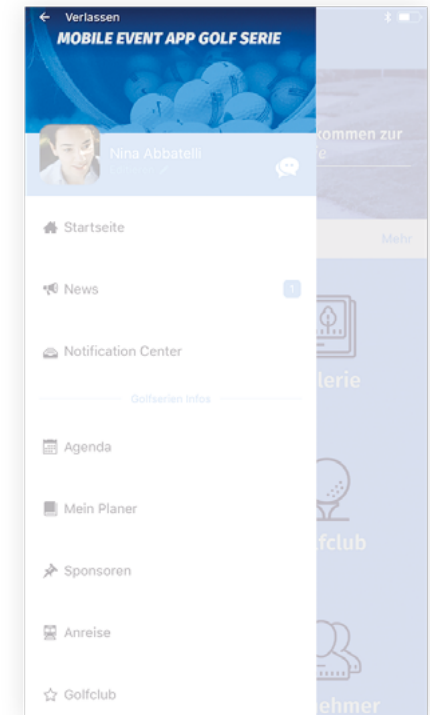 Verlassen
MOBILE EVENT APP GOLF SERIE
Nina Abbatelli
kommen zur
e
Startseite
Mehr
News
1
Notification Center
lerie
Golfserien Infos
Agenda
Mein Planer
fclub
Sponsoren
Anreise
Golfclub
ehmer